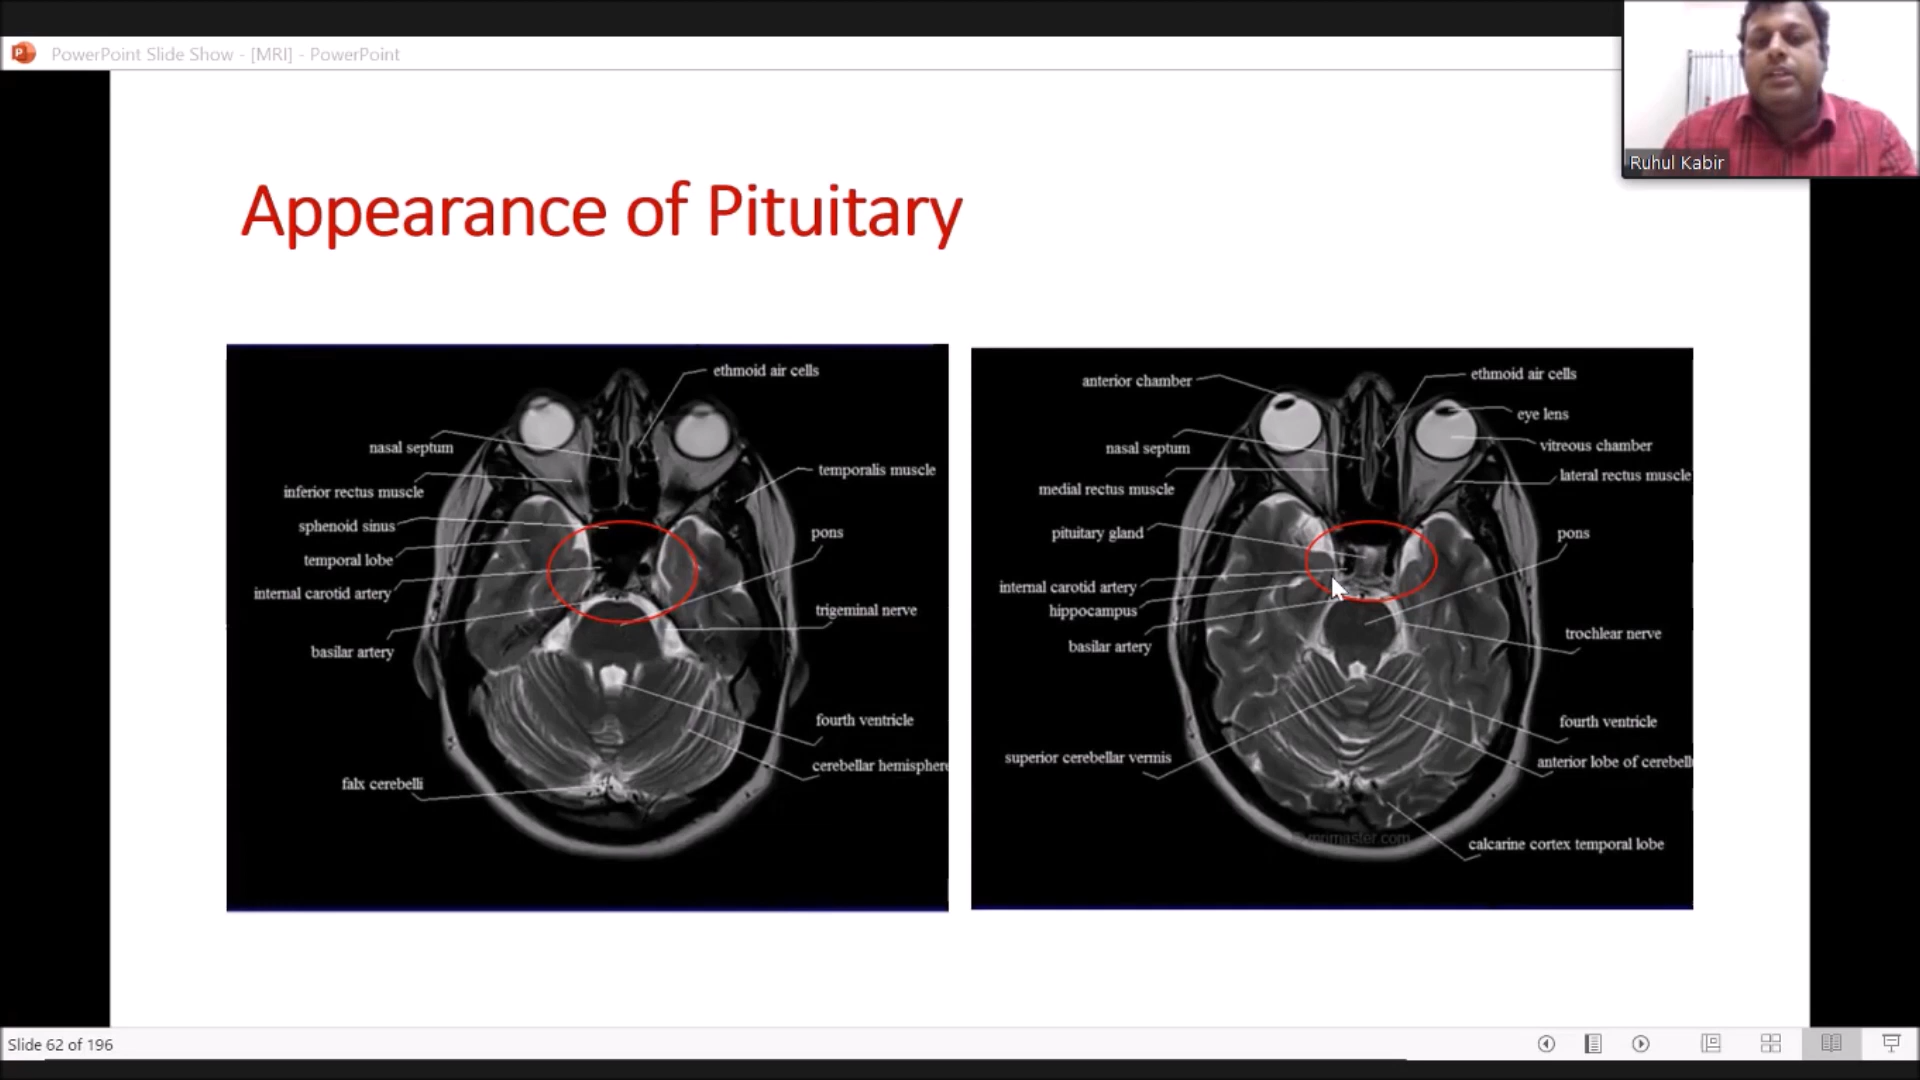 PowerPoint Slide Show - [MRI] - PowerPoint
Ruhul Kabir
Appearance of Pituitary
ethmoid air cells
nasal septum
temporalis muscle
inferior rectus muscle
sphenoid sinus
pons
temporal lobe
internal carotid artery
trigeminal nerve
basilar artery
fourth ventricle
cerebellar hemisphere
falx cerebelli
anterior chamber
ethmoid air cells
eye lens
nasal septum
vitreous chamber
lateral rectus muscle
medial rectus muscle
pituitary gland
pons
internal carotid artery
hippocampus
trochlear nerve
basilar artery
fourth ventricle
superior cerebellar vermis
anterior lobe of cerebell
mrimaster.com
calcarine cortex temporal lobe
Slide 62 of 196